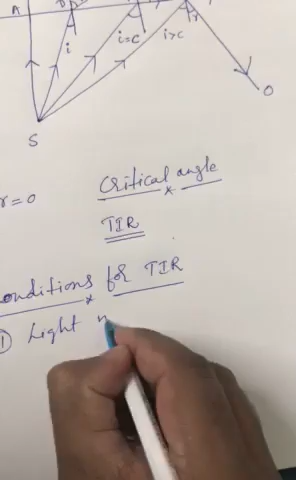 A
r
i
i=c
i>c
O
S
r=0
Critical angle
TIR
Conditions for TIR
① Light